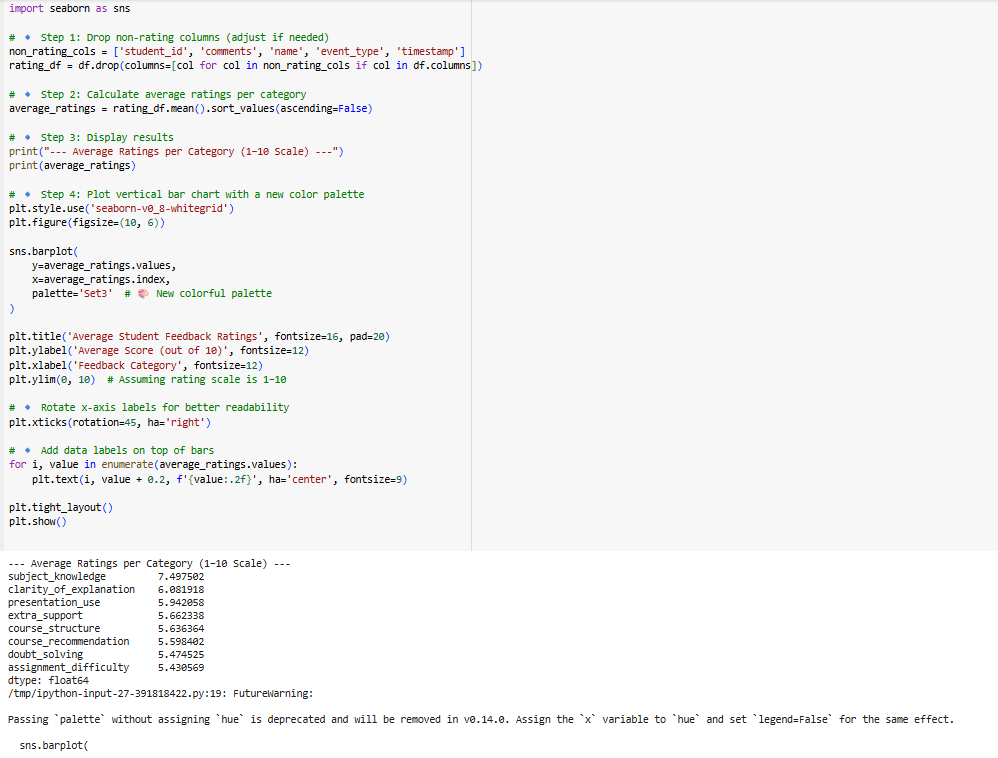 import seaborn as sns
# 🔹 Step 1: Drop non-rating columns (adjust if needed)
non_rating_cols = ['student_id', 'comments', 'name', 'event_type', 'timestamp']
rating_df = df.drop(columns=[col for col in non_rating_cols if col in df.columns])
# 🔹 Step 2: Calculate average ratings per category
average_ratings = rating_df.mean().sort_values(ascending=False)
# 🔹 Step 3: Display results
print("--- Average Ratings per Category (1-10 Scale) ---")
print(average_ratings)
# 🔹 Step 4: Plot vertical bar chart with a new color palette
plt.style.use('seaborn-v0_8-whitegrid')
plt.figure(figsize=(10, 6))
sns.barplot(
    y=average_ratings.values,
    x=average_ratings.index,
    palette='Set3'  # 🎨 New colorful palette
)
plt.title('Average Student Feedback Ratings', fontsize=16, pad=20)
plt.ylabel('Average Score (out of 10)', fontsize=12)
plt.xlabel('Feedback Category', fontsize=12)
plt.ylim(0, 10)  # Assuming rating scale is 1-10
# 🔹 Rotate x-axis labels for better readability
plt.xticks(rotation=45, ha='right')
# 🔹 Add data labels on top of bars
for i, value in enumerate(average_ratings.values):
    plt.text(i, value + 0.2, f'{value:.2f}', ha='center', fontsize=9)
plt.tight_layout()
plt.show()
--- Average Ratings per Category (1-10 Scale) ---
subject_knowledge        7.497502
clarity_of_explanation   6.081918
presentation_use         5.942058
extra_support            5.662338
course_structure         5.636364
course_recommendation    5.598402
doubt_solving            5.474525
assignment_difficulty    5.430569
dtype: float64
/tmp/ipython-input-27-391818422.py:19: FutureWarning:
Passing `palette` without assigning `hue` is deprecated and will be removed in v0.14.0. Assign the `x` variable to `hue` and set `legend=False` for the same effect.
  sns.barplot(